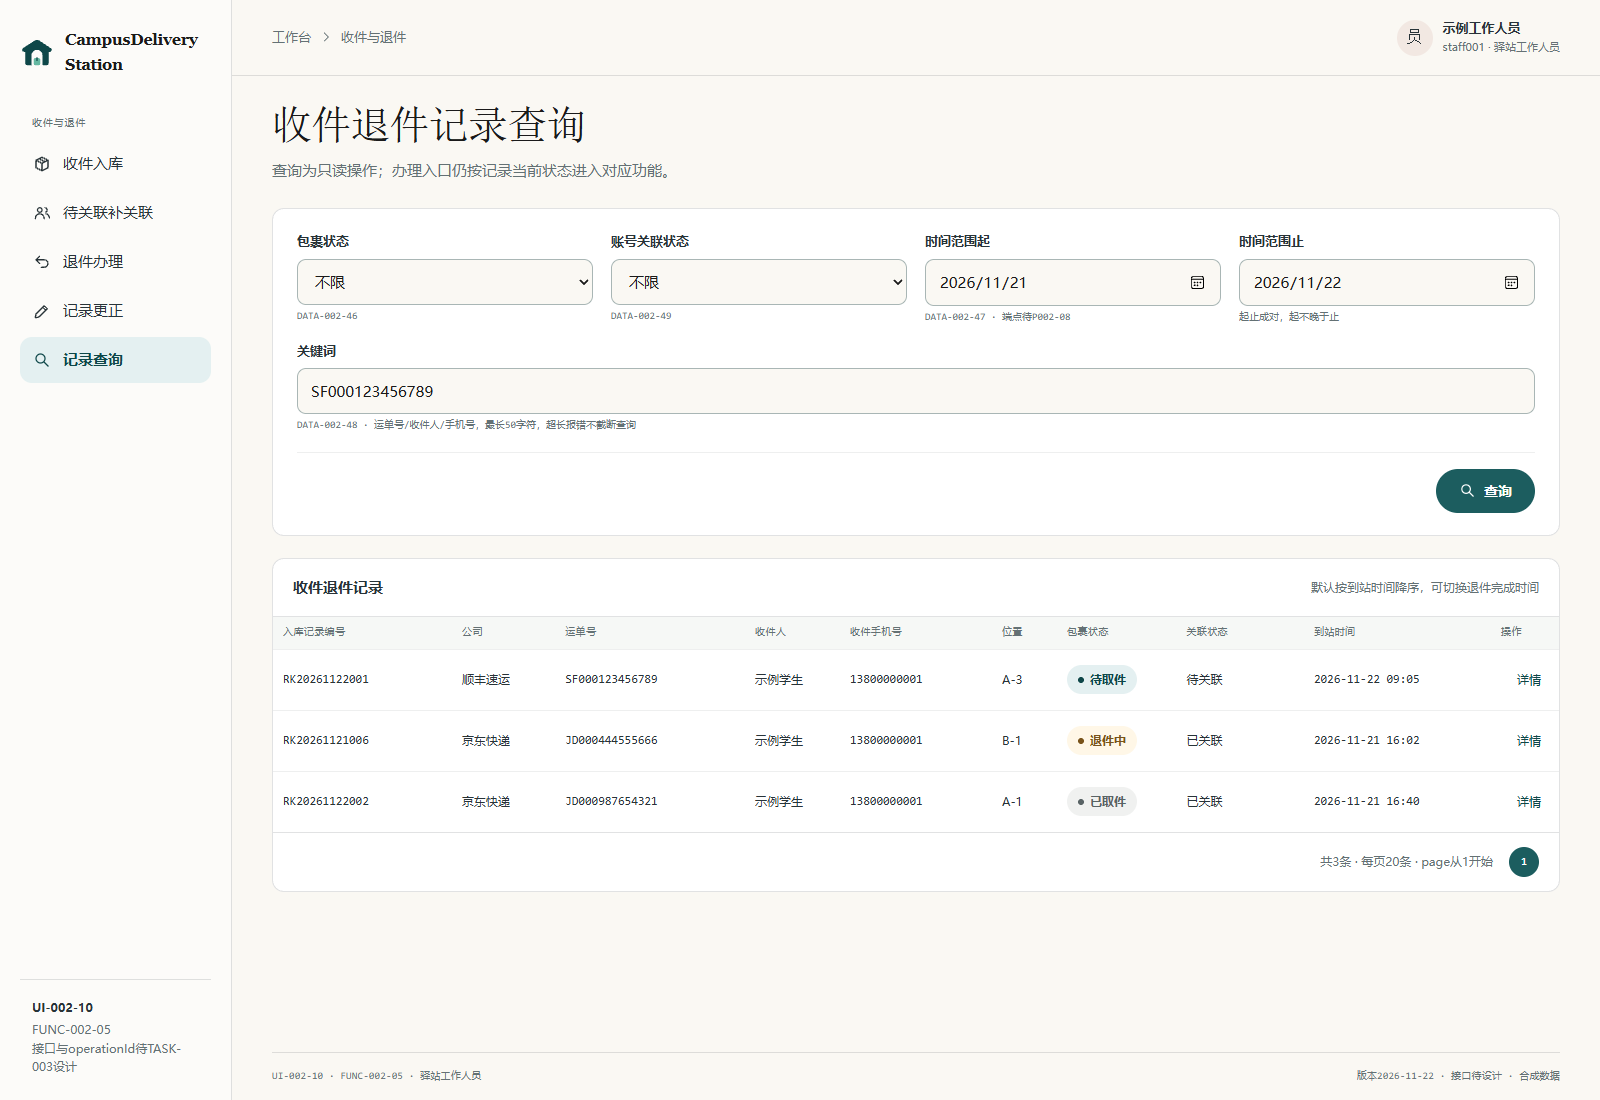 CampusDelivery
Station
收件与退件
收件入库
待关联补关联
退件办理
记录更正
记录查询
UI-002-10
FUNC-002-05
接口与operationId待TASK-
003设计
工作台 > 收件与退件
员
示例工作人员
staff001 · 驿站工作人员
收件退件记录查询
查询为只读操作；办理入口仍按记录当前状态进入对应功能。
包裹状态
不限
DATA-002-46
账号关联状态
不限
DATA-002-49
时间范围起
2026/11/21
DATA-002-47 · 端点待P002-08
时间范围止
2026/11/22
起止成对，起不晚于止
关键词
SF000123456789
DATA-002-48 · 运单号/收件人/手机号，最长50字符，超长报错不截断查询
查询
收件退件记录
默认按到站时间降序，可切换退件完成时间
入库记录编号 公司 运单号 收件人 收件手机号 位置 包裹状态 关联状态 到站时间 操作
RK20261122001 顺丰速运 SF000123456789 示例学生 13800000001 A-3 待取件 待关联 2026-11-22 09:05 详情
RK20261121006 京东快递 JD000444555666 示例学生 13800000001 B-1 退件中 已关联 2026-11-21 16:02 详情
RK20261122002 京东快递 JD000987654321 示例学生 13800000001 A-1 已取件 已关联 2026-11-21 16:40 详情
共3条 · 每页20条 · page从1开始 1
UI-002-10 · FUNC-002-05 · 驿站工作人员
版本2026-11-22 · 接口待设计 · 合成数据